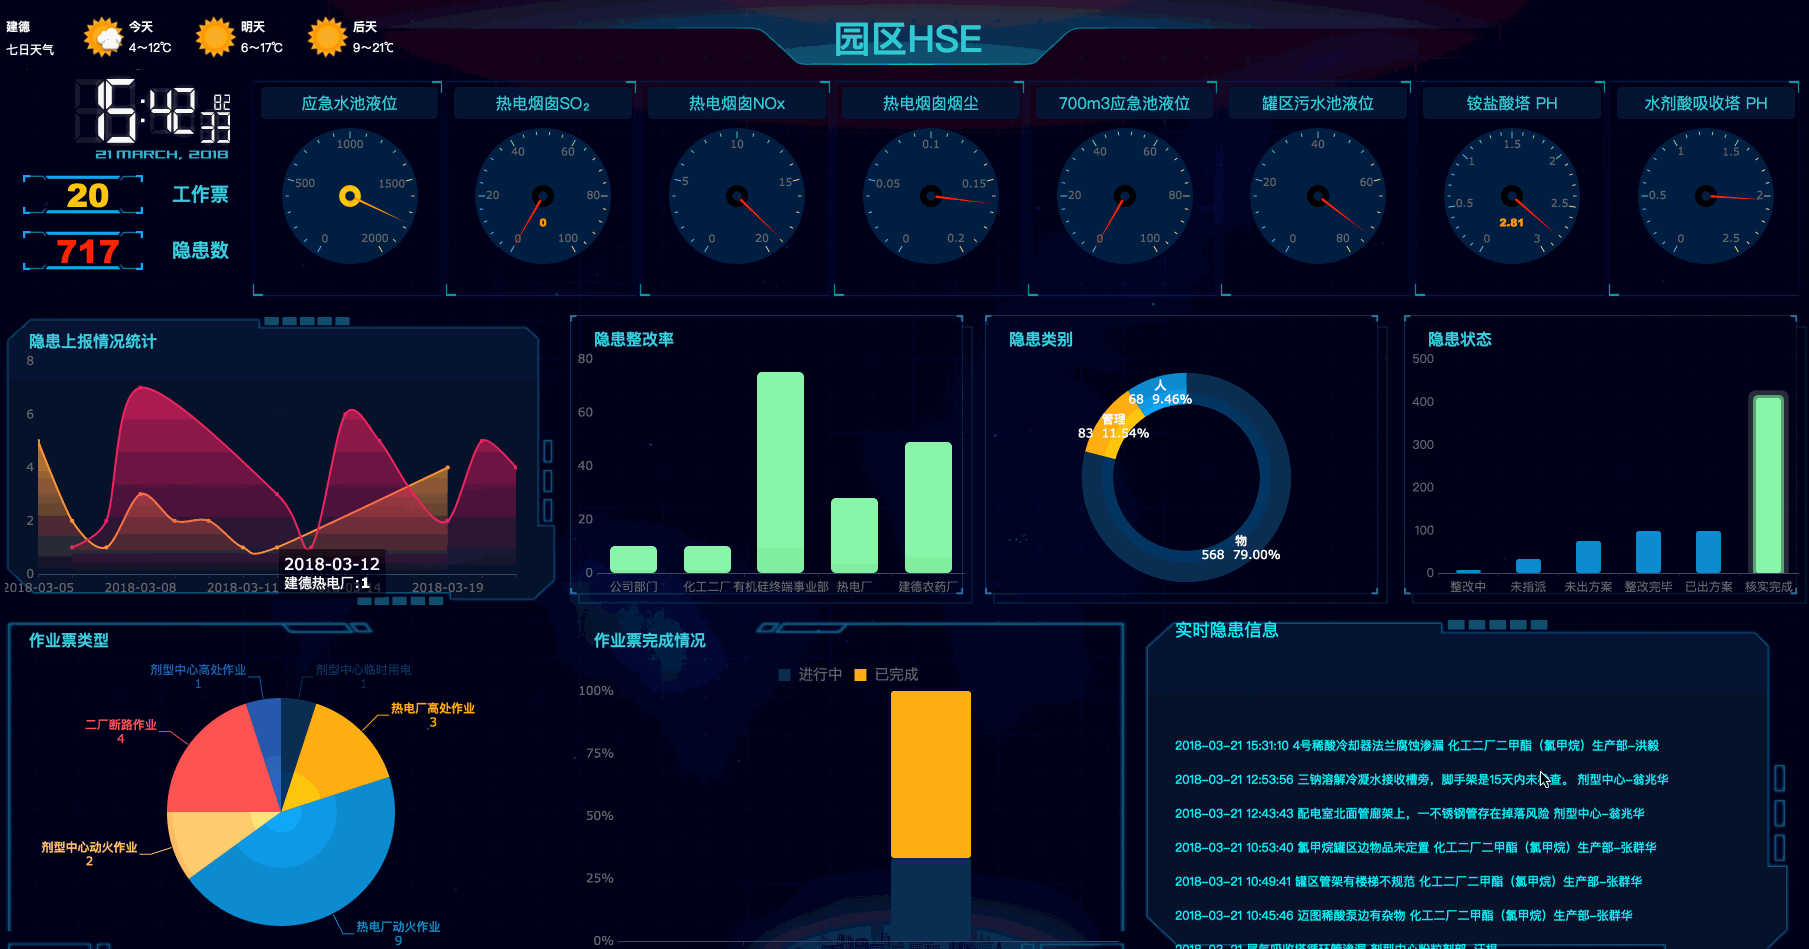 建德
七日天气
今天
4~12℃
明天
6~17℃
后天
9~21℃
园区HSE
15:42
33
21 MARCH, 2018
20 工作票
717 隐患数
应急水池液位
0 500 1000 1500 2000
热电烟囱SO₂
0 20 40 60 80 100
0
热电烟囱NOx
0 5 10 15 20
热电烟囱烟尘
0 0.05 0.1 0.15 0.2
700m3应急池液位
0 20 40 60 80 100
罐区污水池液位
0 20 40 60 80
铵盐酸塔 PH
0 0.5 1 1.5 2 2.5 3
2.81
水剂酸吸收塔 PH
0 0.5 1 1.5 2 2.5
隐患上报情况统计
8
6
4
2
0
2018-03-05 2018-03-08 2018-03-11 2018-03-19
2018-03-12
建德热电厂:1
隐患整改率
80
60
40
20
0
公司部门 化工二厂 有机硅终端事业部 热电厂 建德农药厂
隐患类别
人
68 9.46%
管理
83 11.54%
物
568 79.00%
隐患状态
500
400
300
200
100
0
整改中 未指派 未出方案 整改完毕 已出方案 核实完成
作业票类型
剂型中心高处作业
1
剂型中心临时用电
1
热电厂高处作业
3
二厂断路作业
4
剂型中心动火作业
2
热电厂动火作业
9
作业票完成情况
进行中 已完成
100%
75%
50%
25%
0%
实时隐患信息
2018-03-21 15:31:10 4号稀酸冷却器法兰腐蚀渗漏 化工二厂二甲酯（氯甲烷）生产部-洪毅
2018-03-21 12:53:56 三钠溶解冷凝水接收槽旁，脚手架是15天内未检查。 剂型中心-翁兆华
2018-03-21 12:43:43 配电室北面管廊架上，一不锈钢管存在掉落风险 剂型中心-翁兆华
2018-03-21 10:53:40 氯甲烷罐区边物品未定置 化工二厂二甲酯（氯甲烷）生产部-张群华
2018-03-21 10:49:41 罐区管架有楼梯不规范 化工二厂二甲酯（氯甲烷）生产部-张群华
2018-03-21 10:45:46 迈图稀酸泵边有杂物 化工二厂二甲酯（氯甲烷）生产部-张群华